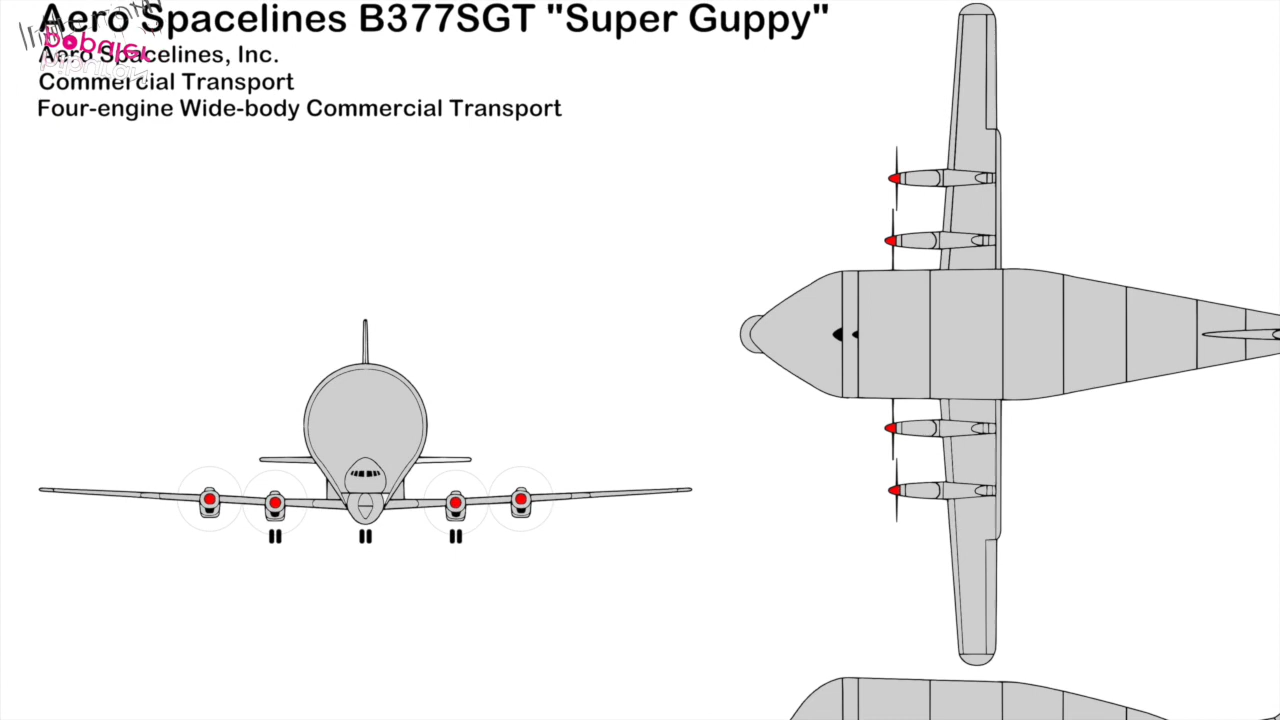 Aero Spacelines B377SGT "Super Guppy"
Aero Spacelines, Inc.
Commercial Transport
Four-engine Wide-body Commercial Transport